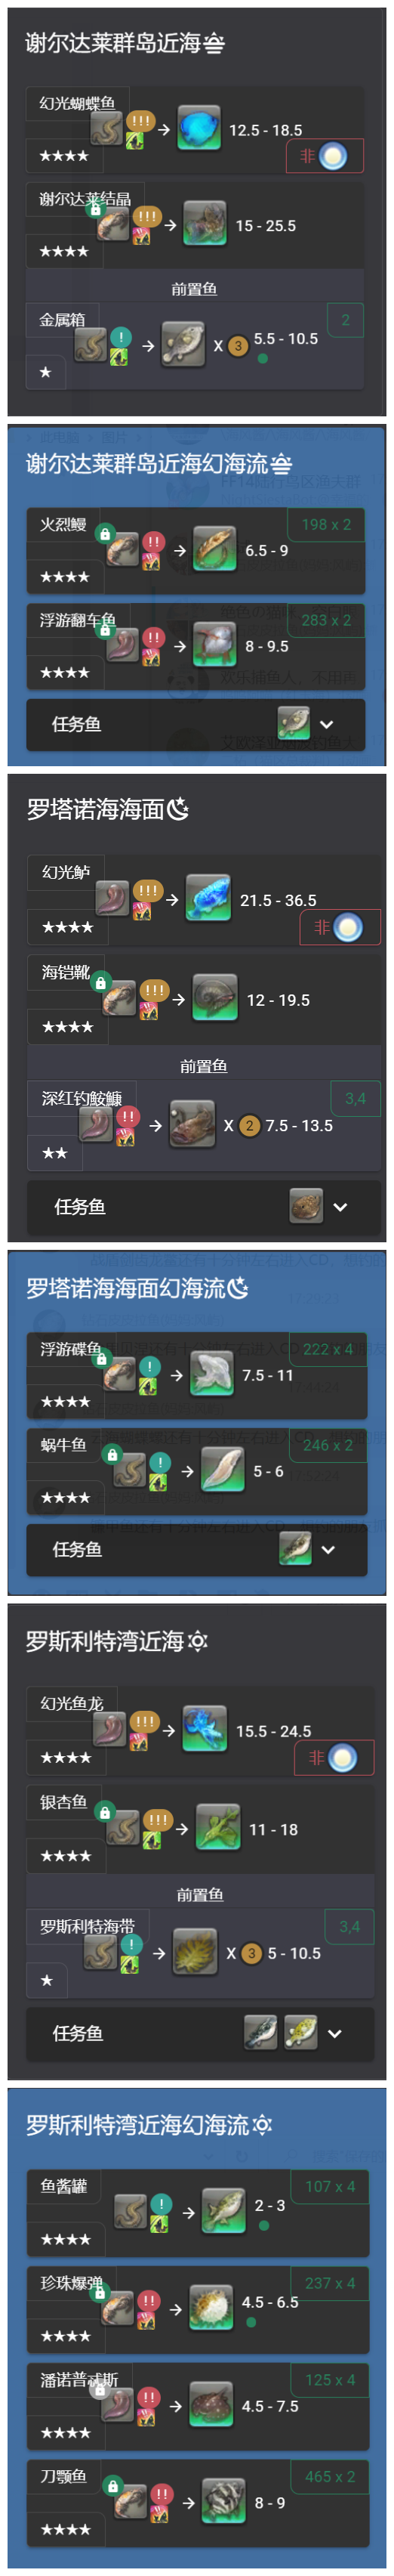 谢尔达莱群岛近海
幻光蝴蝶鱼
!!!
12.5 - 18.5
★★★★
非
谢尔达莱结晶
!!!
15 - 25.5
★★★★
前置鱼
金属箱
2
!
X 3 5.5 - 10.5
★
谢尔达莱群岛近海幻海流
火烈鳗
198 x 2
!!
6.5 - 9
★★★★
浮游翻车鱼
283 x 2
!!
8 - 9.5
★★★★
任务鱼
罗塔诺海海面
幻光鲈
!!!
21.5 - 36.5
★★★★
非
海铠靴
!!!
12 - 19.5
★★★★
前置鱼
深红钓鮟鱇
3,4
!!
X 2 7.5 - 13.5
★★
任务鱼
罗塔诺海海面幻海流
浮游碟鱼
222 x 4
!
7.5 - 11
★★★★
蜗牛鱼
246 x 2
!
5 - 6
★★★★
任务鱼
罗斯利特湾近海
幻光鱼龙
!!!
15.5 - 24.5
★★★★
非
银杏鱼
!!!
11 - 18
★★★★
前置鱼
罗斯利特海带
3,4
!
X 3 5 - 10.5
★
任务鱼
罗斯利特湾近海幻海流
鱼酱罐
107 x 4
!
2 - 3
★★★★
珍珠爆弹
237 x 4
!!
4.5 - 6.5
★★★★
潘诺普忒斯
125 x 4
!!
4.5 - 7.5
★★★★
刀颚鱼
465 x 2
!!
8 - 9
★★★★